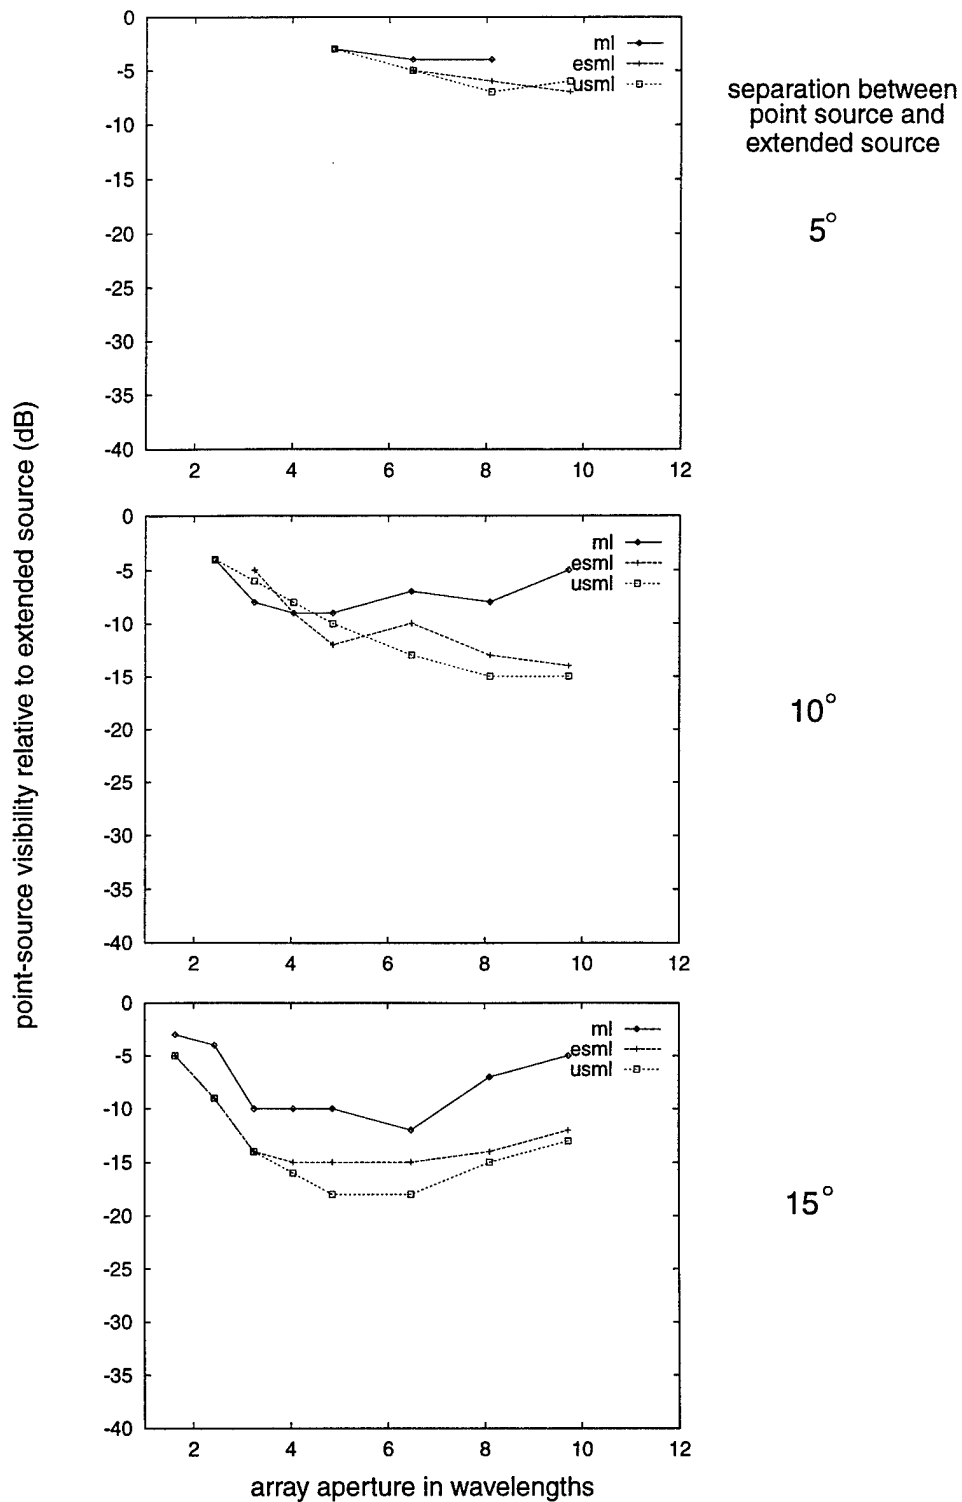 0
-5
-10
-15
-20
-25
-30
-35
-40
2 4 6 8 10 12
ml
esml
usml
separation between
point source and
extended source
5°
point-source visibility relative to extended source (dB)
0
-5
-10
-15
-20
-25
-30
-35
-40
2 4 6 8 10 12
ml
esml
usml
10°
0
-5
-10
-15
-20
-25
-30
-35
-40
2 4 6 8 10 12
ml
esml
usml
15°
array aperture in wavelengths